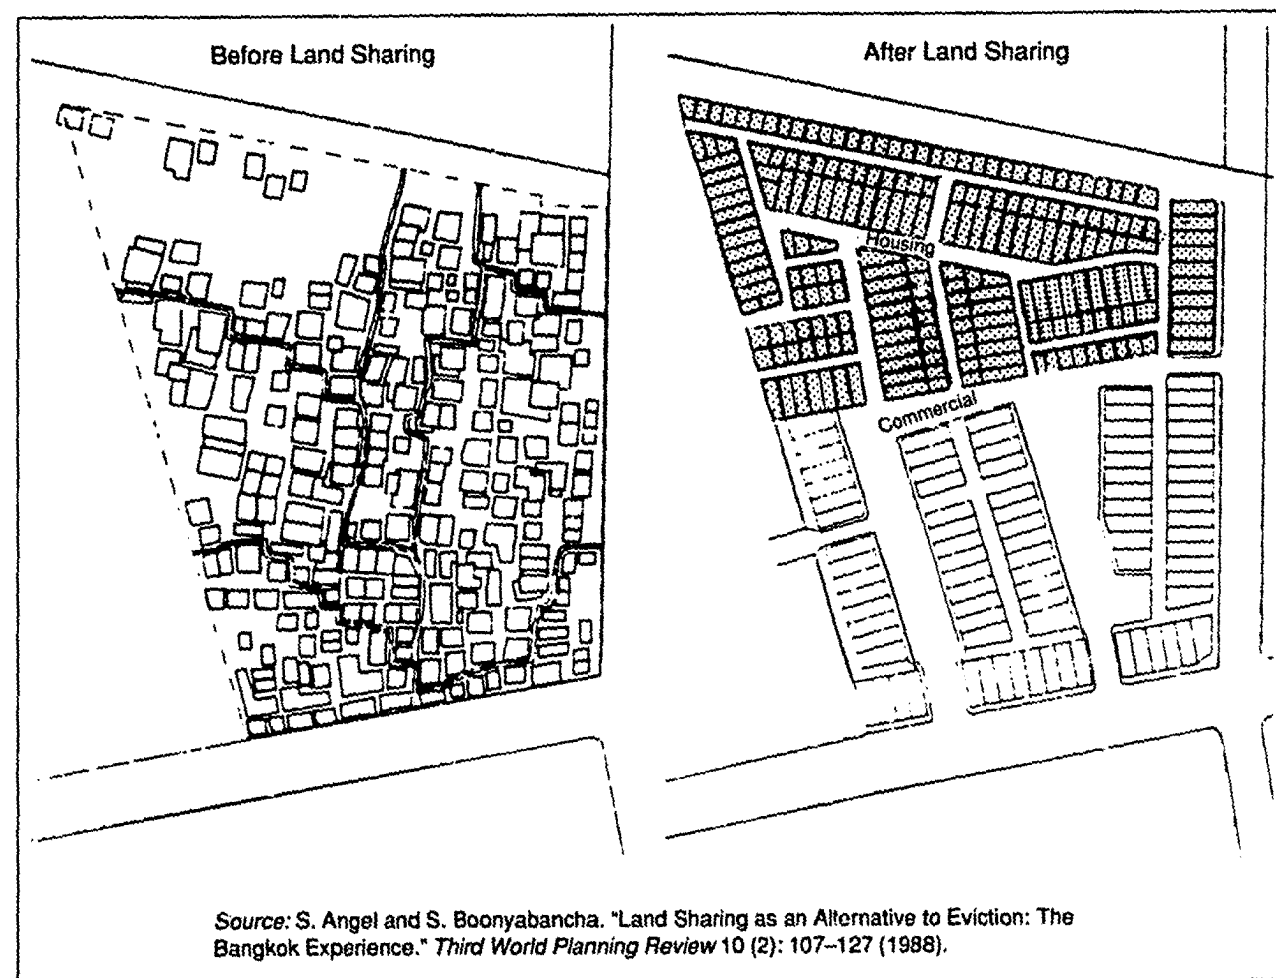 Before Land Sharing
After Land Sharing
Housing
Commercial
Source: S. Angel and S. Boonyabancha. "Land Sharing as an Alternative to Eviction: The
Bangkok Experience." Third World Planning Review 10 (2): 107–127 (1988).